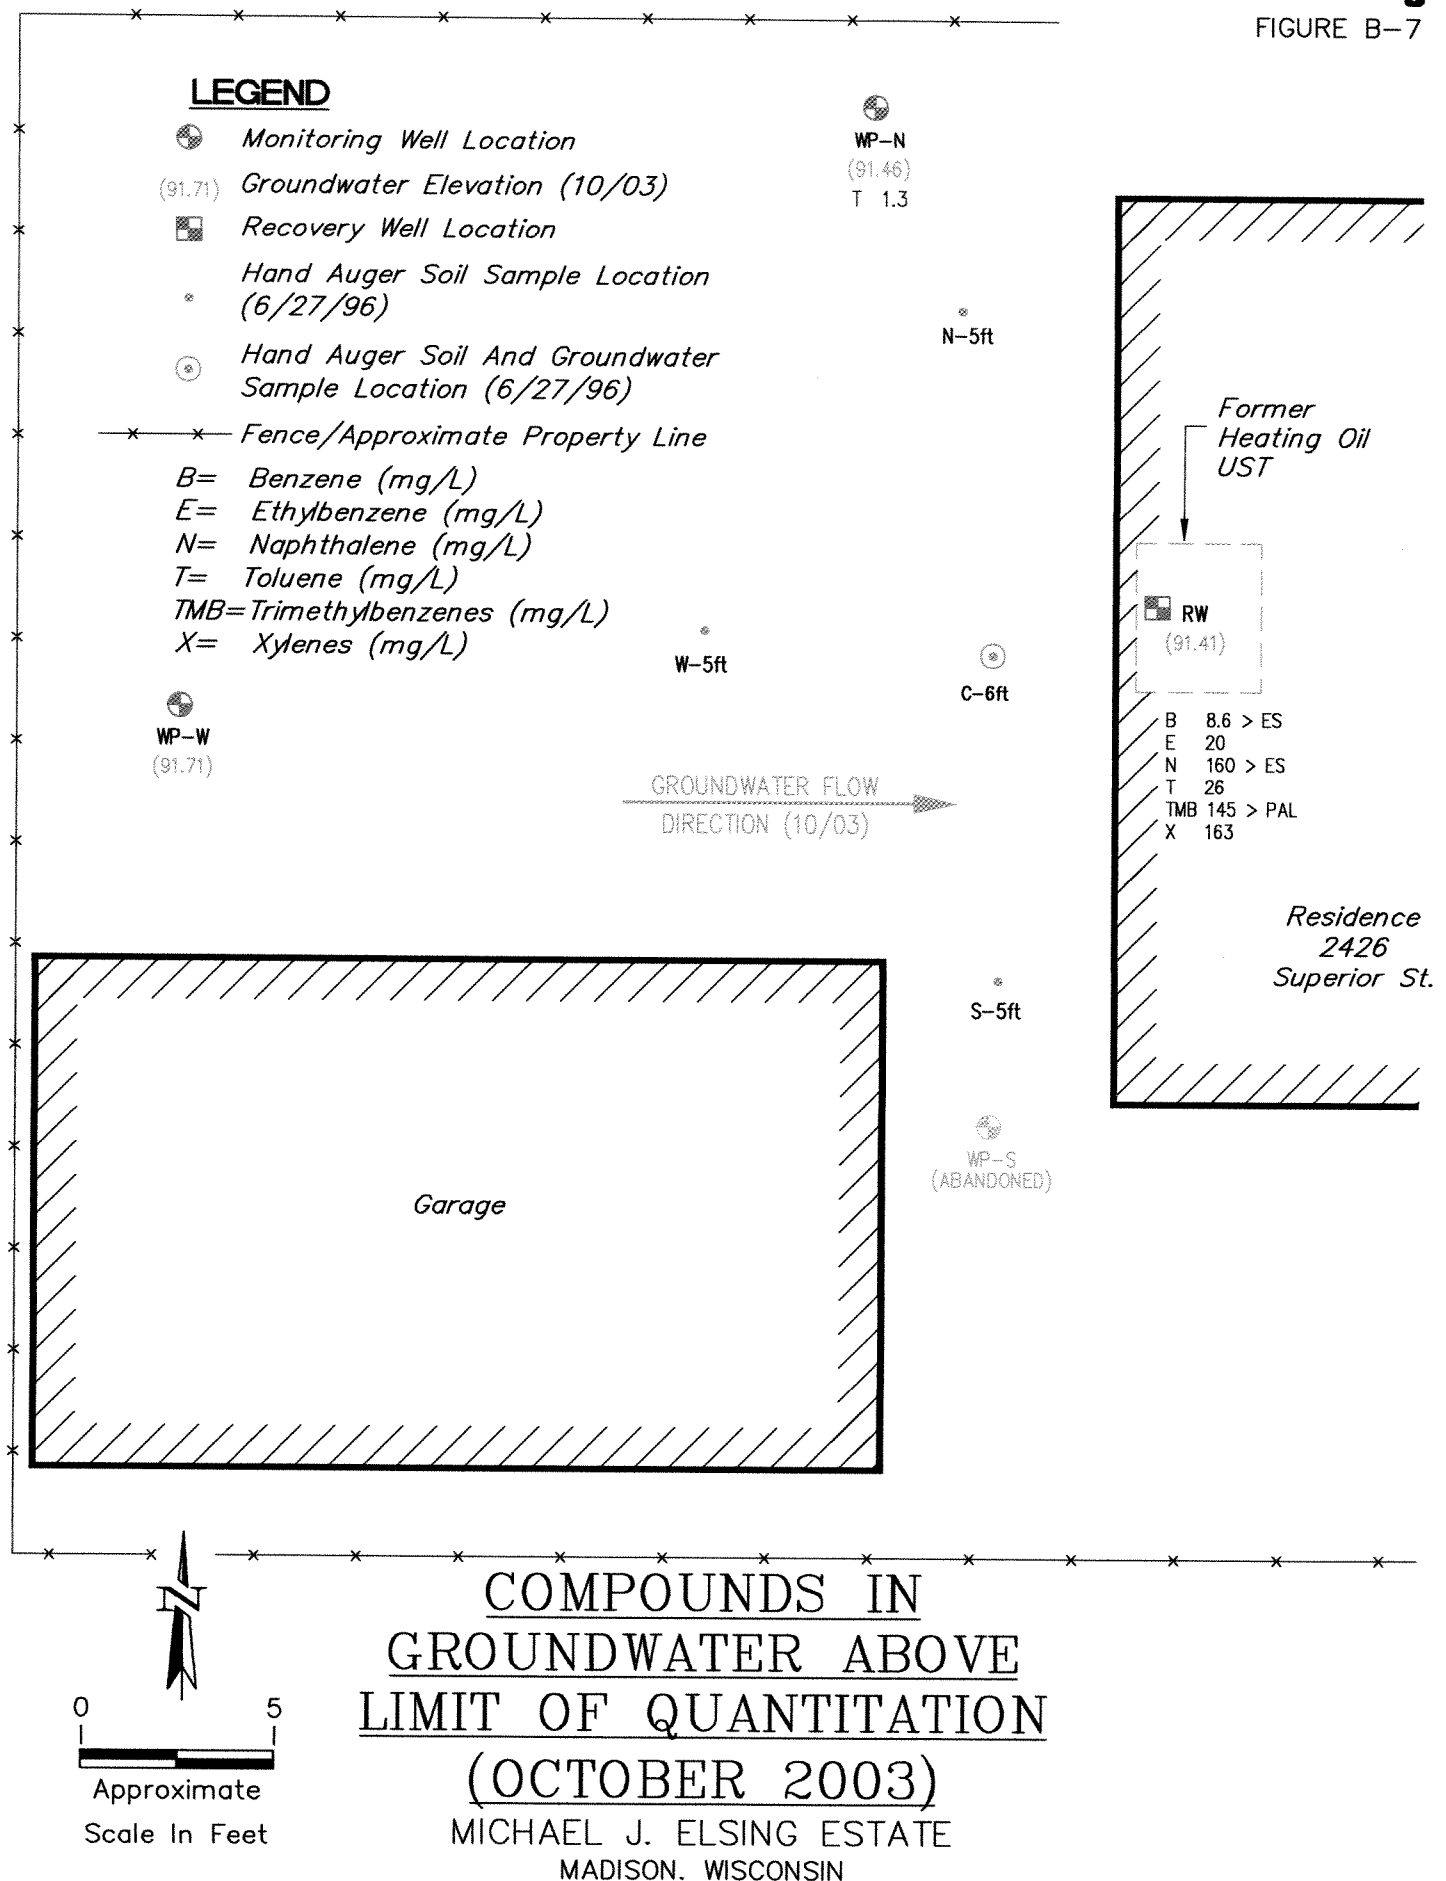 FIGURE B-7
LEGEND
Monitoring Well Location
(91.71) Groundwater Elevation (10/03)
Recovery Well Location
Hand Auger Soil Sample Location
(6/27/96)
Hand Auger Soil And Groundwater
Sample Location (6/27/96)
Fence/Approximate Property Line
B= Benzene (mg/L)
E= Ethylbenzene (mg/L)
N= Naphthalene (mg/L)
T= Toluene (mg/L)
TMB= Trimethylbenzenes (mg/L)
X= Xylenes (mg/L)
WP-N
(91.46)
T 1.3
N-5ft
Former
Heating Oil
UST
RW
(91.41)
W-5ft
C-6ft
WP-W
(91.71)
B 8.6 > ES
E 20
N 160 > ES
T 26
TMB 145 > PAL
X 163
GROUNDWATER FLOW
DIRECTION (10/03)
Residence
2426
Superior St.
S-5ft
WP-S
(ABANDONED)
Garage
N
0 5
Approximate
Scale In Feet
COMPOUNDS IN
GROUNDWATER ABOVE
LIMIT OF QUANTITATION
(OCTOBER 2003)
MICHAEL J. ELSING ESTATE
MADISON, WISCONSIN